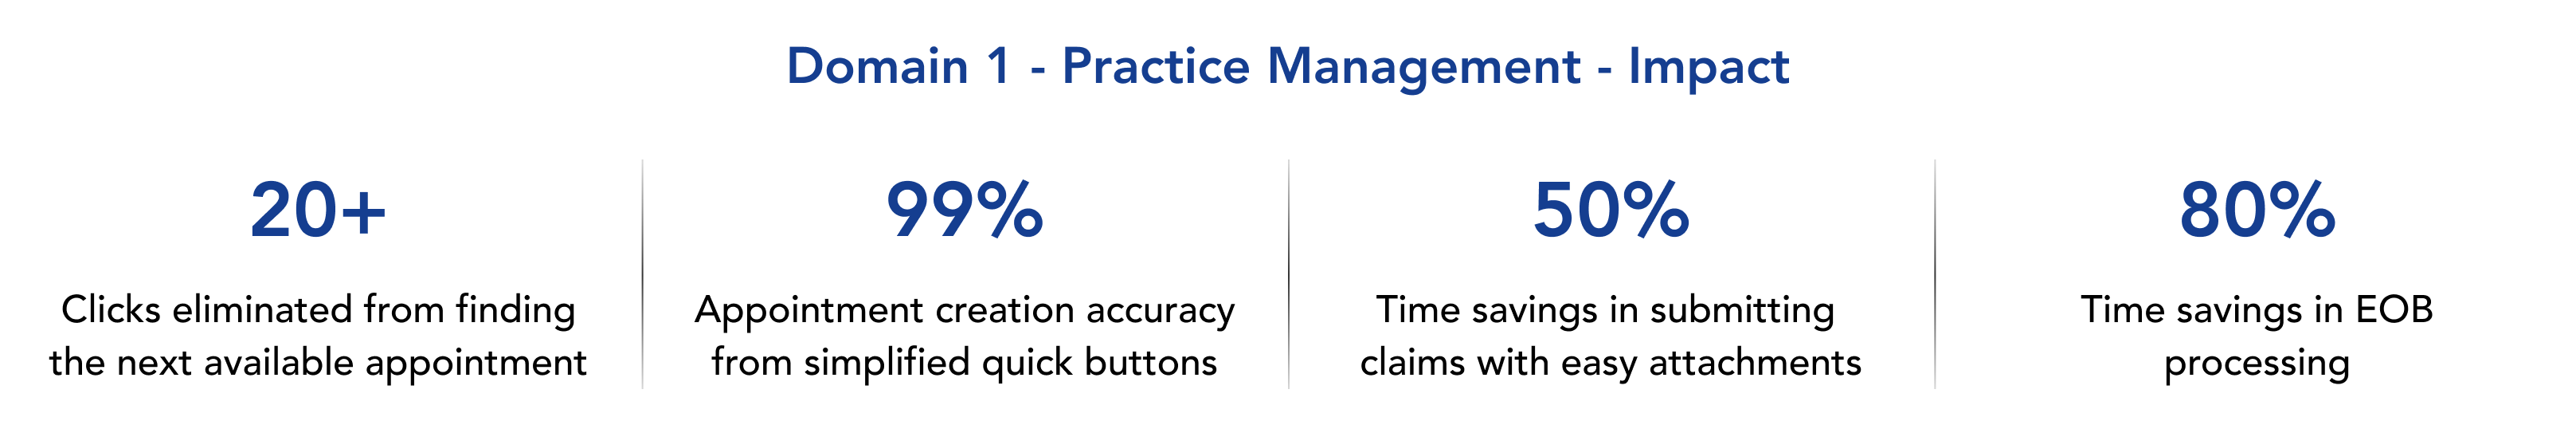 Domain 1 - Practice Management - Impact
20+
Clicks eliminated from finding
the next available appointment
99%
Appointment creation accuracy
from simplified quick buttons
50%
Time savings in submitting
claims with easy attachments
80%
Time savings in EOB
processing